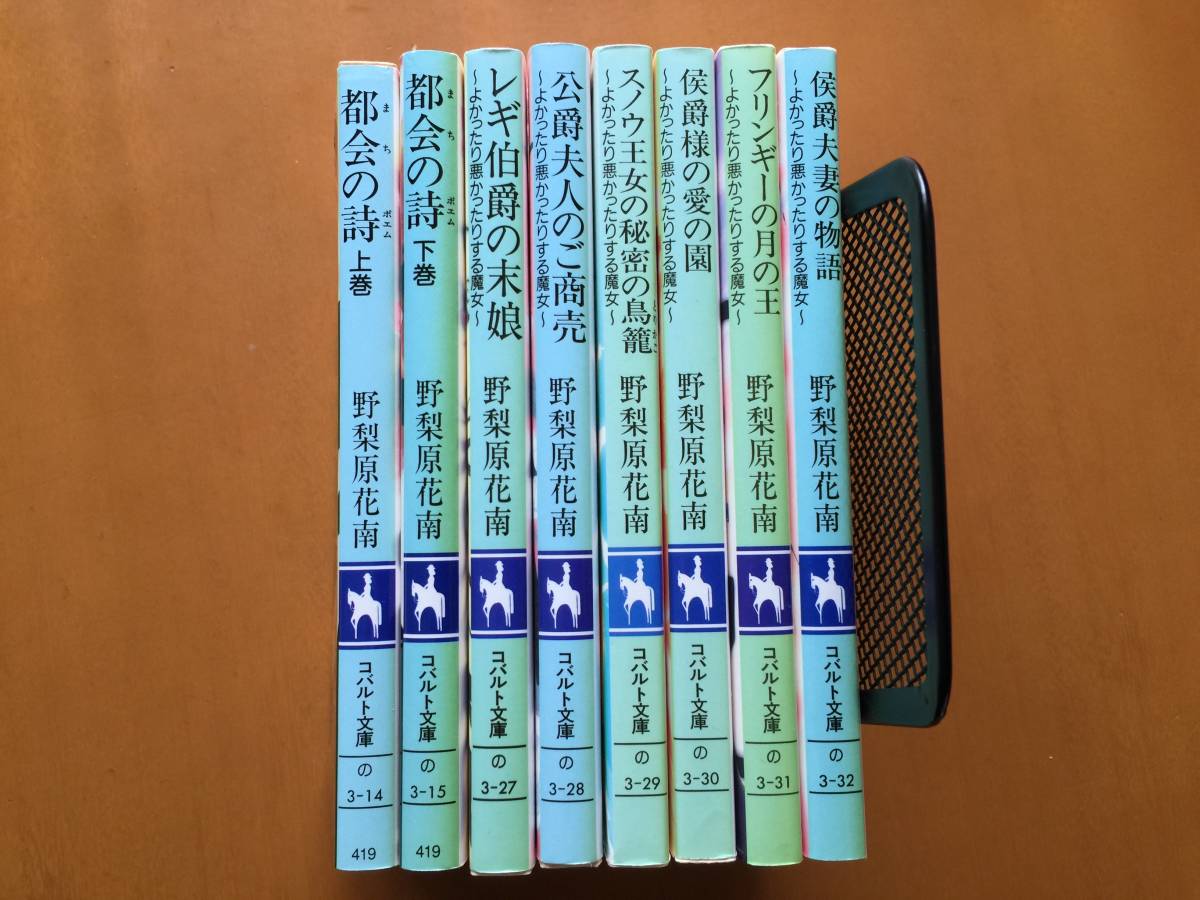 都会の詩 上巻
まち
ポエム
野梨原花南
コバルト文庫
の
3-14
419
都会の詩 下巻
まち
ポエム
野梨原花南
コバルト文庫
の
3-15
419
レギ伯爵の末娘
～よかったり悪かったりする魔女～
野梨原花南
コバルト文庫
の
3-27
公爵夫人のご商売
～よかったり悪かったりする魔女～
野梨原花南
コバルト文庫
の
3-28
スノウ王女の秘密の鳥籠
～よかったり悪かったりする魔女～
野梨原花南
コバルト文庫
の
3-29
侯爵様の愛の園
～よかったり悪かったりする魔女～
野梨原花南
コバルト文庫
の
3-30
フリンギーの月の王
～よかったり悪かったりする魔女～
野梨原花南
コバルト文庫
の
3-31
侯爵夫妻の物語
～よかったり悪かったりする魔女～
野梨原花南
コバルト文庫
の
3-32